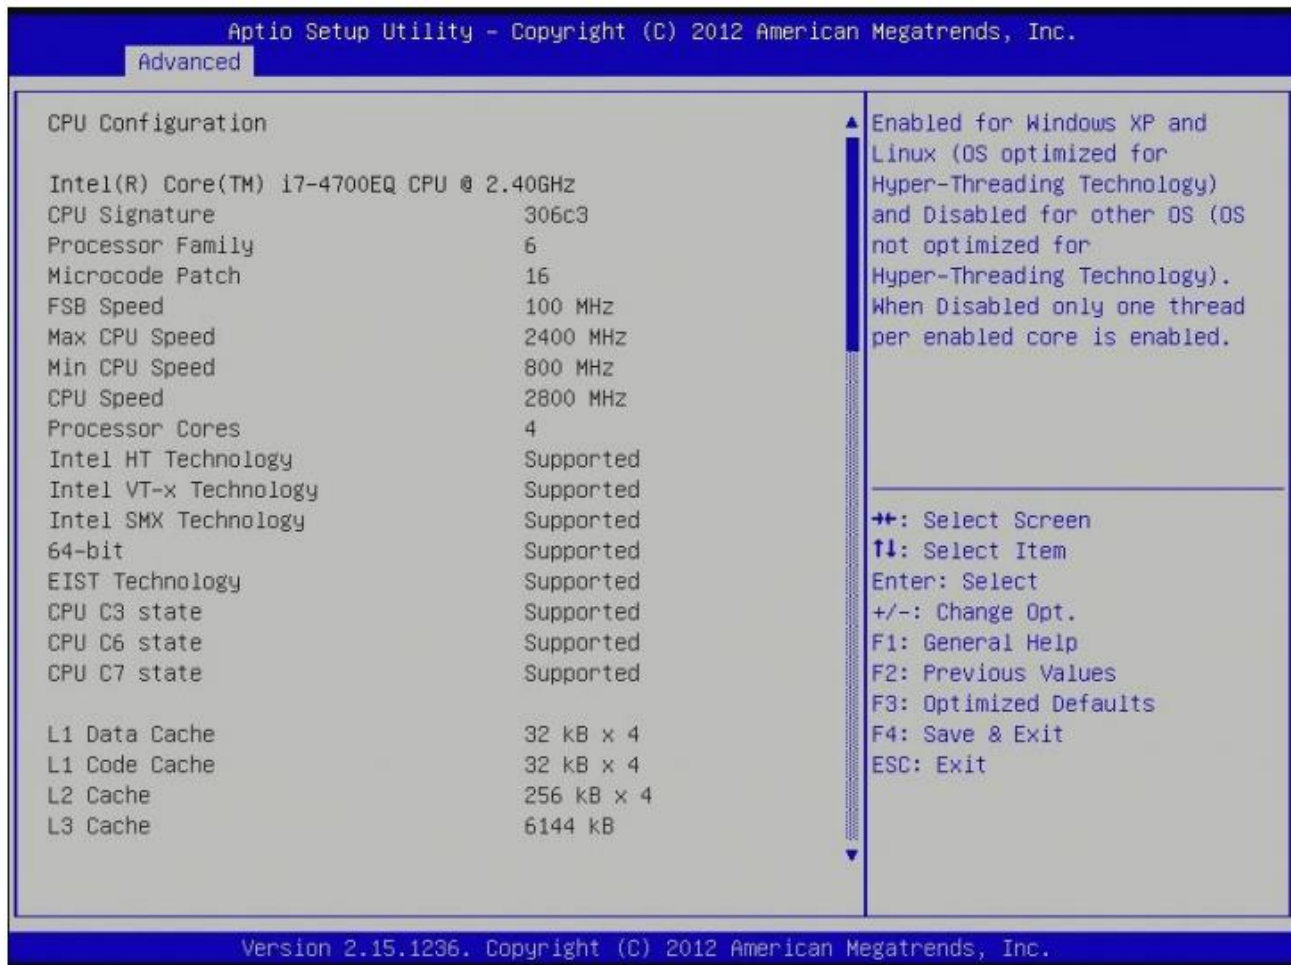 Aptio Setup Utility – Copyright (C) 2012 American Megatrends, Inc.
Advanced
CPU Configuration
Intel(R) Core(TM) i7-4700EQ CPU @ 2.40GHz
CPU Signature 306c3
Processor Family 6
Microcode Patch 16
FSB Speed 100 MHz
Max CPU Speed 2400 MHz
Min CPU Speed 800 MHz
CPU Speed 2800 MHz
Processor Cores 4
Intel HT Technology Supported
Intel VT-x Technology Supported
Intel SMX Technology Supported
64-bit Supported
EIST Technology Supported
CPU C3 state Supported
CPU C6 state Supported
CPU C7 state Supported
L1 Data Cache 32 kB x 4
L1 Code Cache 32 kB x 4
L2 Cache 256 kB x 4
L3 Cache 6144 kB
Enabled for Windows XP and
Linux (OS optimized for
Hyper-Threading Technology)
and Disabled for other OS (OS
not optimized for
Hyper-Threading Technology).
When Disabled only one thread
per enabled core is enabled.
→←: Select Screen
↑↓: Select Item
Enter: Select
+/-: Change Opt.
F1: General Help
F2: Previous Values
F3: Optimized Defaults
F4: Save & Exit
ESC: Exit
Version 2.15.1236. Copyright (C) 2012 American Megatrends, Inc.